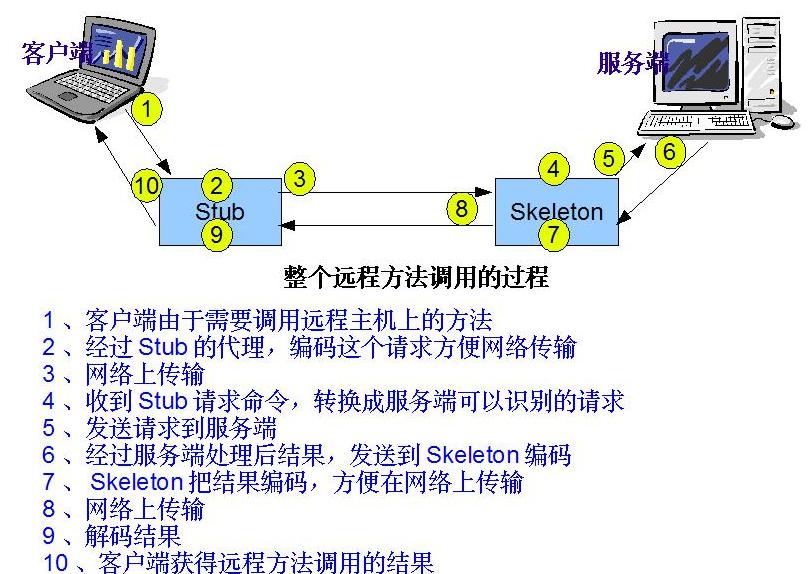 客户端
服务端
1
10
2
Stub
9
3
8
4
Skeleton
7
5
6
整个远程方法调用的过程
1 、客户端由于需要调用远程主机上的方法
2 、经过 Stub 的代理，编码这个请求方便网络传输
3 、网络上传输
4 、收到 Stub 请求命令，转换成服务端可以识别的请求
5 、发送请求到服务端
6 、经过服务端处理后结果，发送到 Skeleton 编码
7 、 Skeleton 把结果编码，方便在网络上传输
8 、网络上传输
9 、解码结果
10 、客户端获得远程方法调用的结果